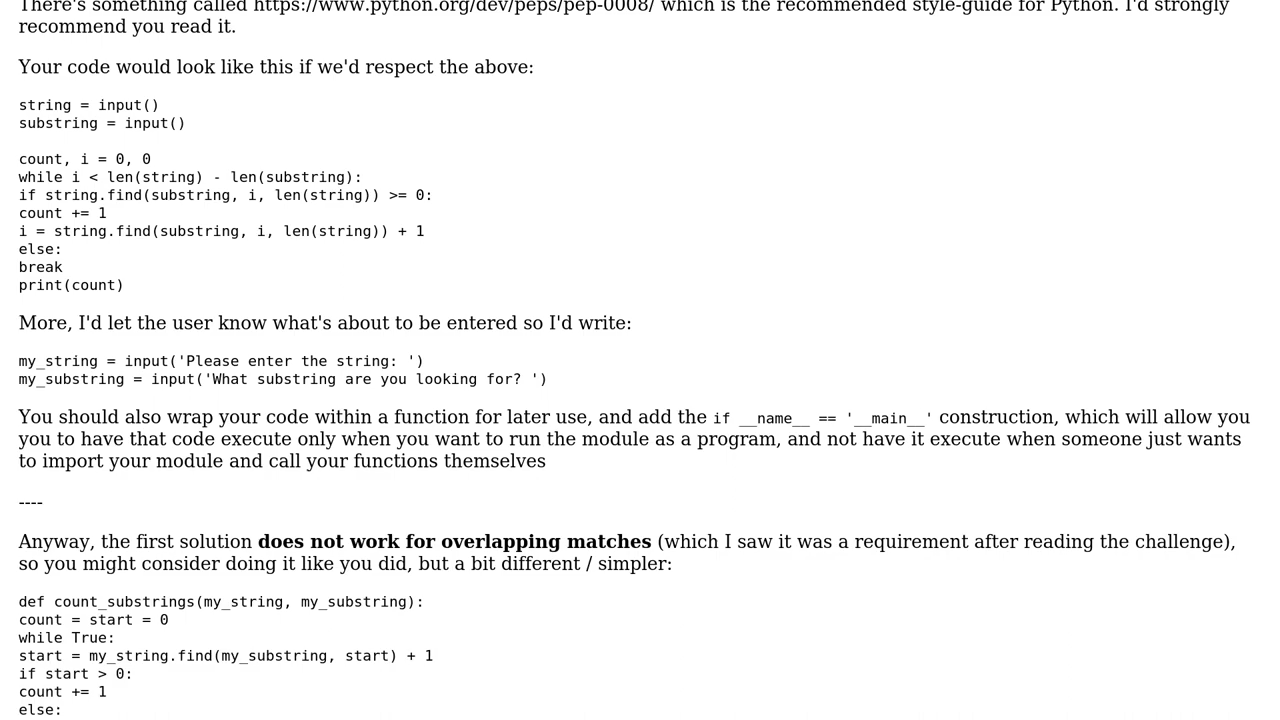 There's something called https://www.python.org/dev/peps/pep-0008/ which is the recommended style-guide for Python. I'd strongly
recommend you read it.
Your code would look like this if we'd respect the above:
string = input()
substring = input()
count, i = 0, 0
while i < len(string) - len(substring):
if string.find(substring, i, len(string)) >= 0:
count += 1
i = string.find(substring, i, len(string)) + 1
else:
break
print(count)
More, I'd let the user know what's about to be entered so I'd write:
my_string = input('Please enter the string: ')
my_substring = input('What substring are you looking for? ')
You should also wrap your code within a function for later use, and add the if __name__ == '__main__' construction, which will allow you
you to have that code execute only when you want to run the module as a program, and not have it execute when someone just wants
to import your module and call your functions themselves
----
Anyway, the first solution does not work for overlapping matches (which I saw it was a requirement after reading the challenge),
so you might consider doing it like you did, but a bit different / simpler:
def count_substrings(my_string, my_substring):
count = start = 0
while True:
start = my_string.find(my_substring, start) + 1
if start > 0:
count += 1
else: